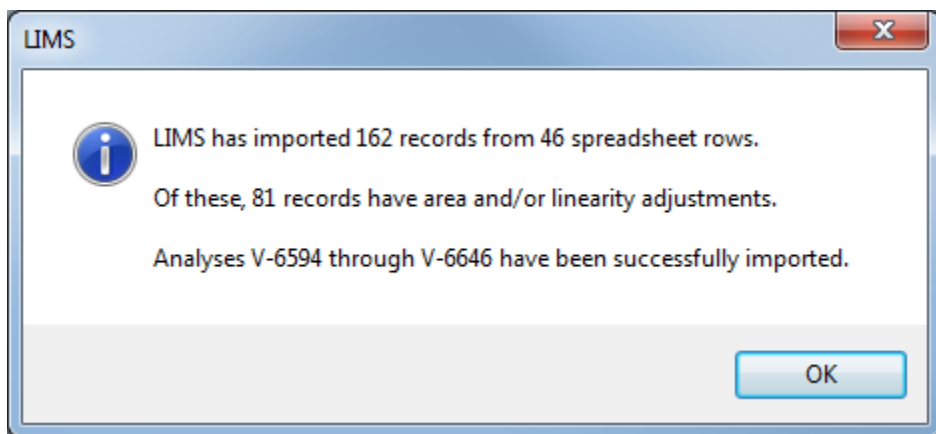 LIMS
LIMS has imported 162 records from 46 spreadsheet rows.
Of these, 81 records have area and/or linearity adjustments.
Analyses V-6594 through V-6646 have been successfully imported.
OK